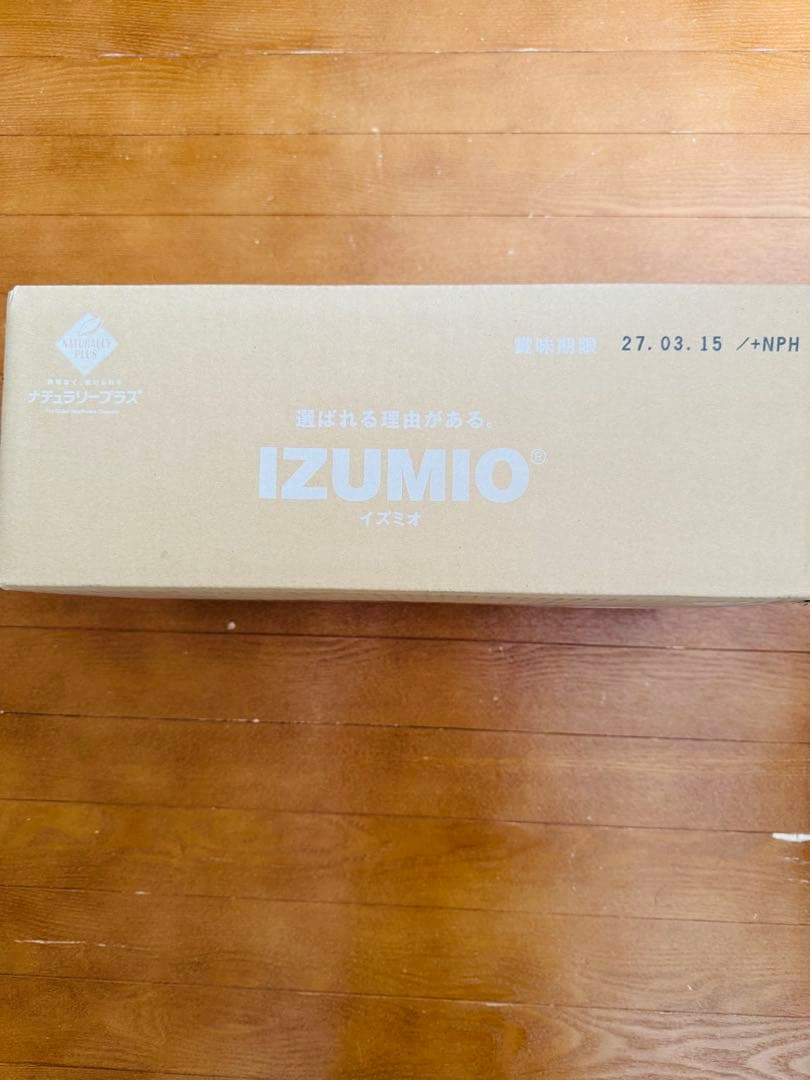 NATURALLY
PLUS
ナチュラリープラス®
賞味期限 27.03.15 /+NPH
選ばれる理由がある。
IZUMIO®
イズミオ